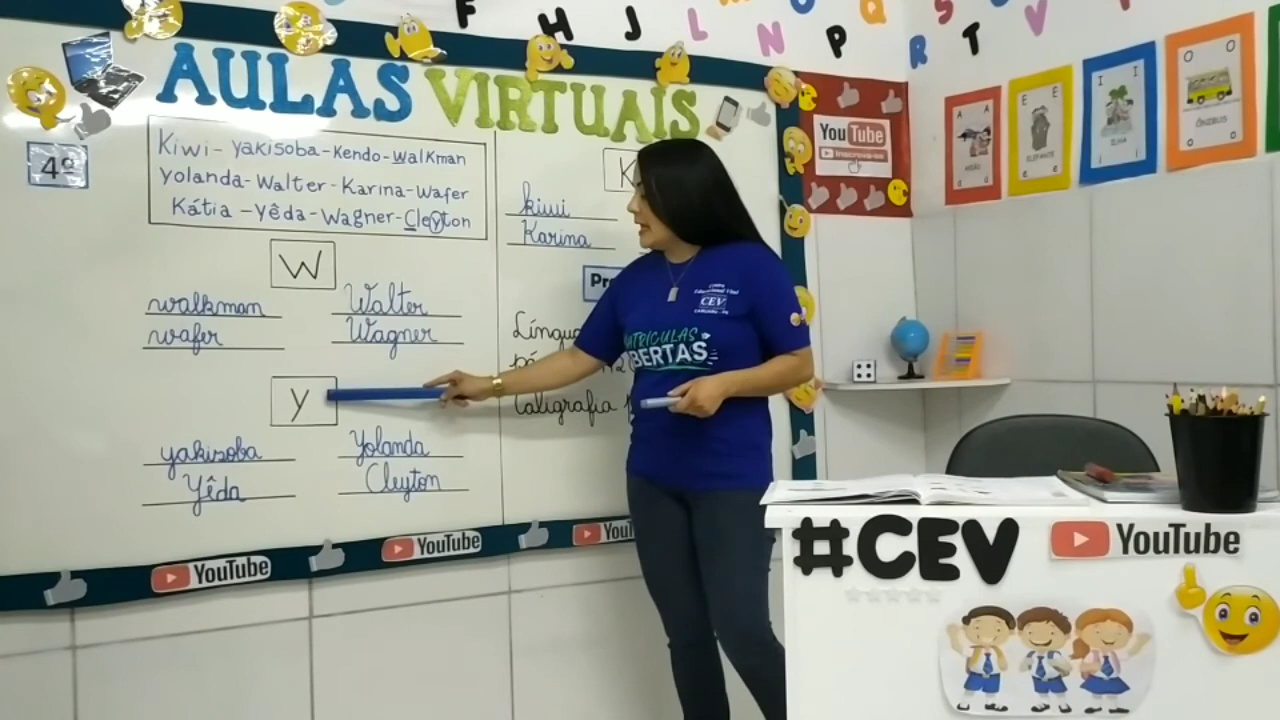 F H J L N P R S T V
AULAS VIRTUAIS
4º
Kiwi - yakisoba - Kendo - walkman
Yolanda - Walter - Karina - Wafer
Kátia - Yêda - Wagner - Cleyton
W
walkman Walter
wafer Wagner
y
yakisoba Yolanda
Yêda Cleyton
K
kiwi
Karina
Língua
Caligrafia
YouTube
CEV
MATRÍCULAS
ABERTAS
A
E Ê
ELEFANTE
I I
ILHA
O
ÔNIBUS
O
YouTube
YouTube
YouTube
#CEV
YouTube